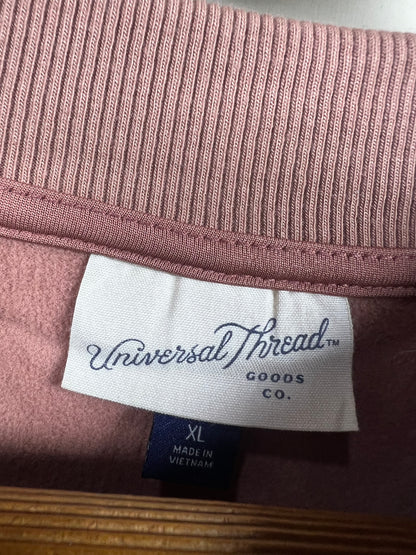 Universal Thread™
GOODS
CO.
XL
MADE IN
VIETNAM